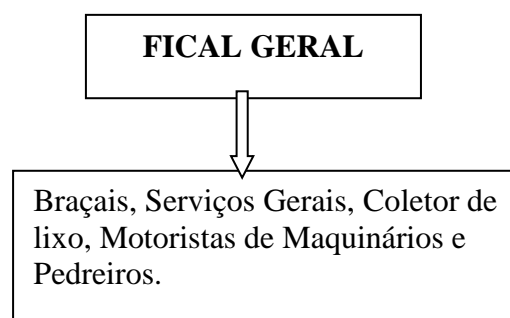 FICAL GERAL
Braçais, Serviços Gerais, Coletor de
lixo, Motoristas de Maquinários e
Pedreiros.